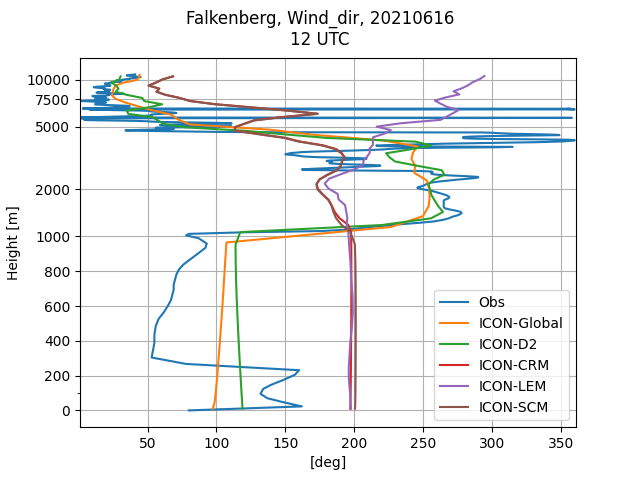 Falkenberg, Wind_dir, 20210616
12 UTC
10000
7500
5000
2000
1000
800
600
400
200
0
Height [m]
50
100
150
200
250
300
350
[deg]
Obs
ICON-Global
ICON-D2
ICON-CRM
ICON-LEM
ICON-SCM